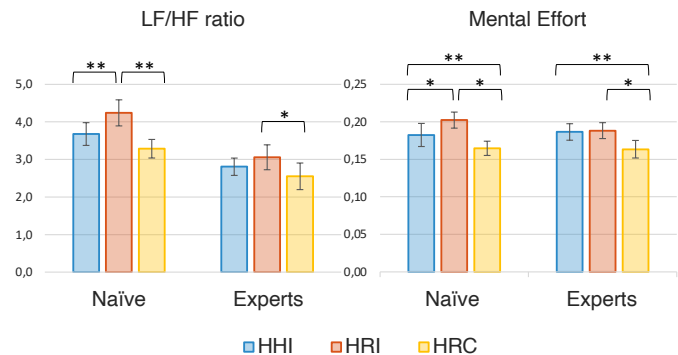 LF/HF ratio
Mental Effort
** ** *
** * * ** *
5,0
4,0
3,0
2,0
1,0
0,0
0,25
0,20
0,15
0,10
0,05
0,00
Naïve Experts
Naïve Experts
HHI HRI HRC